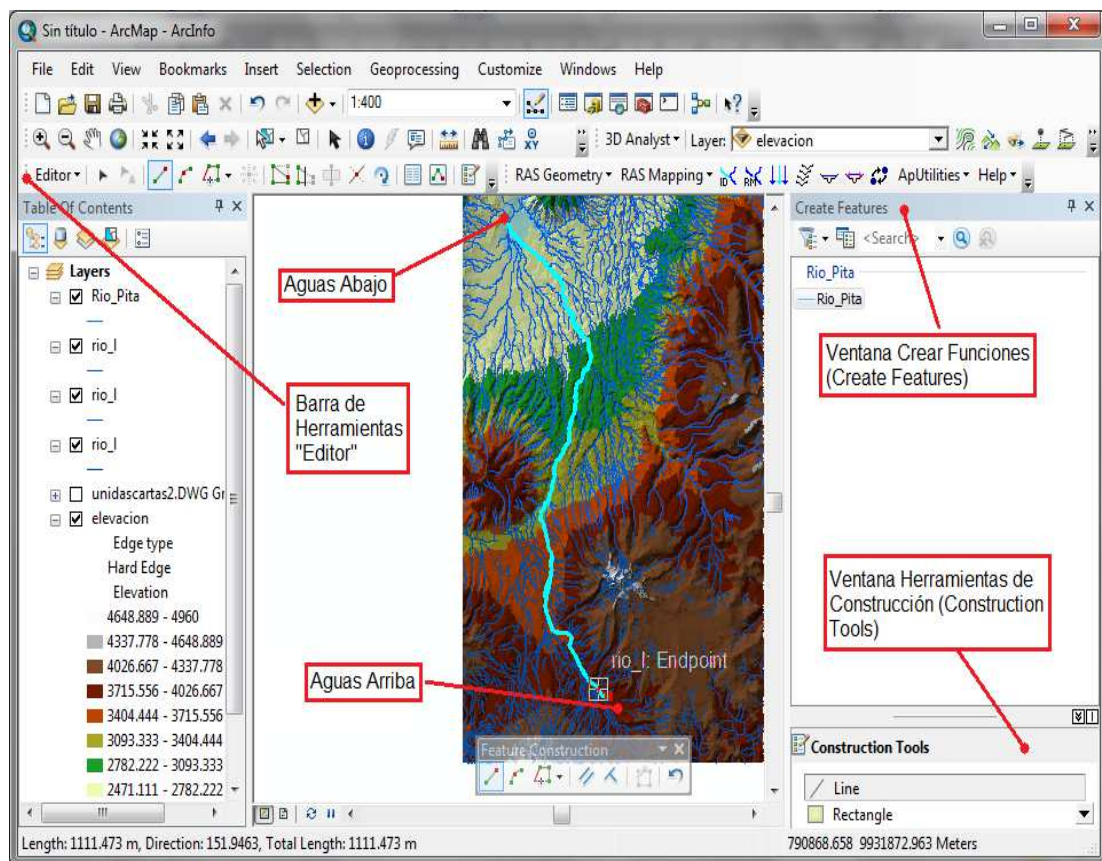 Sin título - ArcMap - ArcInfo
File Edit View Bookmarks Insert Selection Geoprocessing Customize Windows Help
1:400
3D Analyst Layer: elevacion
Editor
RAS Geometry RAS Mapping ID RM ApUtilities Help
Table Of Contents
Layers
Rio_Pita
rio_l
rio_l
rio_l
unidascartas2.DWG Gr
elevacion
Edge type
Hard Edge
Elevation
4648.889 - 4960
4337.778 - 4648.889
4026.667 - 4337.778
3715.556 - 4026.667
3404.444 - 3715.556
3093.333 - 3404.444
2782.222 - 3093.333
2471.111 - 2782.222
Aguas Abajo
Barra de
Herramientas
"Editor"
Aguas Arriba
rio_l: Endpoint
Feature Construction
Create Features
<Search>
Rio_Pita
Rio_Pita
Ventana Crear Funciones
(Create Features)
Ventana Herramientas de
Construcción (Construction
Tools)
Construction Tools
Line
Rectangle
Length: 1111.473 m, Direction: 151.9463, Total Length: 1111.473 m
790868.658 9931872.963 Meters